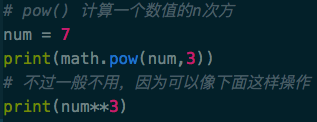 # pow() 计算一个数值的n次方
num = 7
print(math.pow(num,3))
# 不过一般不用，因为可以像下面这样操作
print(num**3)